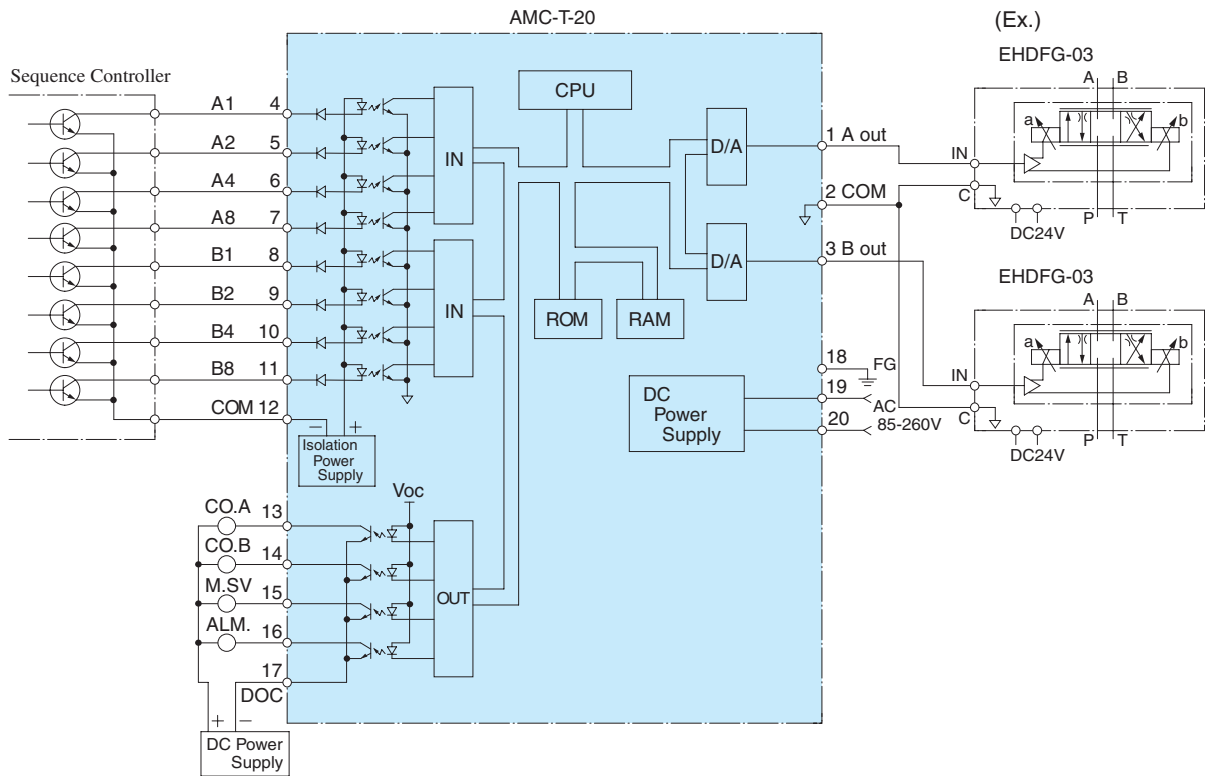 AMC-T-20
(Ex.)
Sequence Controller
A1 4
A2 5
A4 6
A8 7
B1 8
B2 9
B4 10
B8 11
COM 12
− +
Isolation
Power
Supply
IN
IN
CPU
D/A
D/A
ROM
RAM
1 A out
2 COM
3 B out
18 FG
19
AC
85-260V
20
DC
Power
Supply
Voc
OUT
CO.A 13
CO.B 14
M.SV 15
ALM. 16
17
DOC
+ −
DC Power
Supply
EHDFG-03
A B
a b
IN
C
P T
DC24V
EHDFG-03
A B
a b
IN
C
P T
DC24V